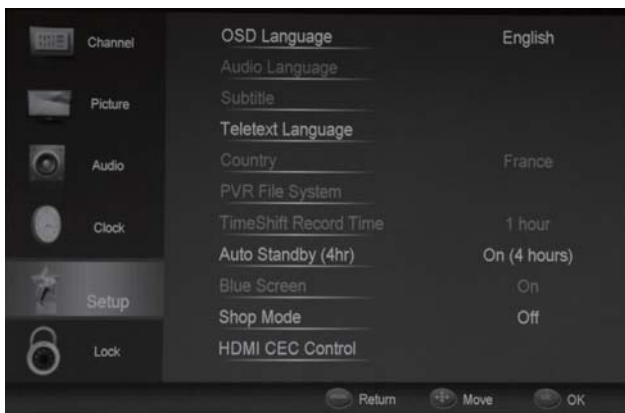 Channel
Picture
Audio
Clock
Setup
Lock
OSD Language English
Audio Language
Subtitle
Teletext Language
Country France
PVR File System
TimeShift Record Time 1 hour
Auto Standby (4hr) On (4 hours)
Blue Screen On
Shop Mode Off
HDMI CEC Control
Return Move OK